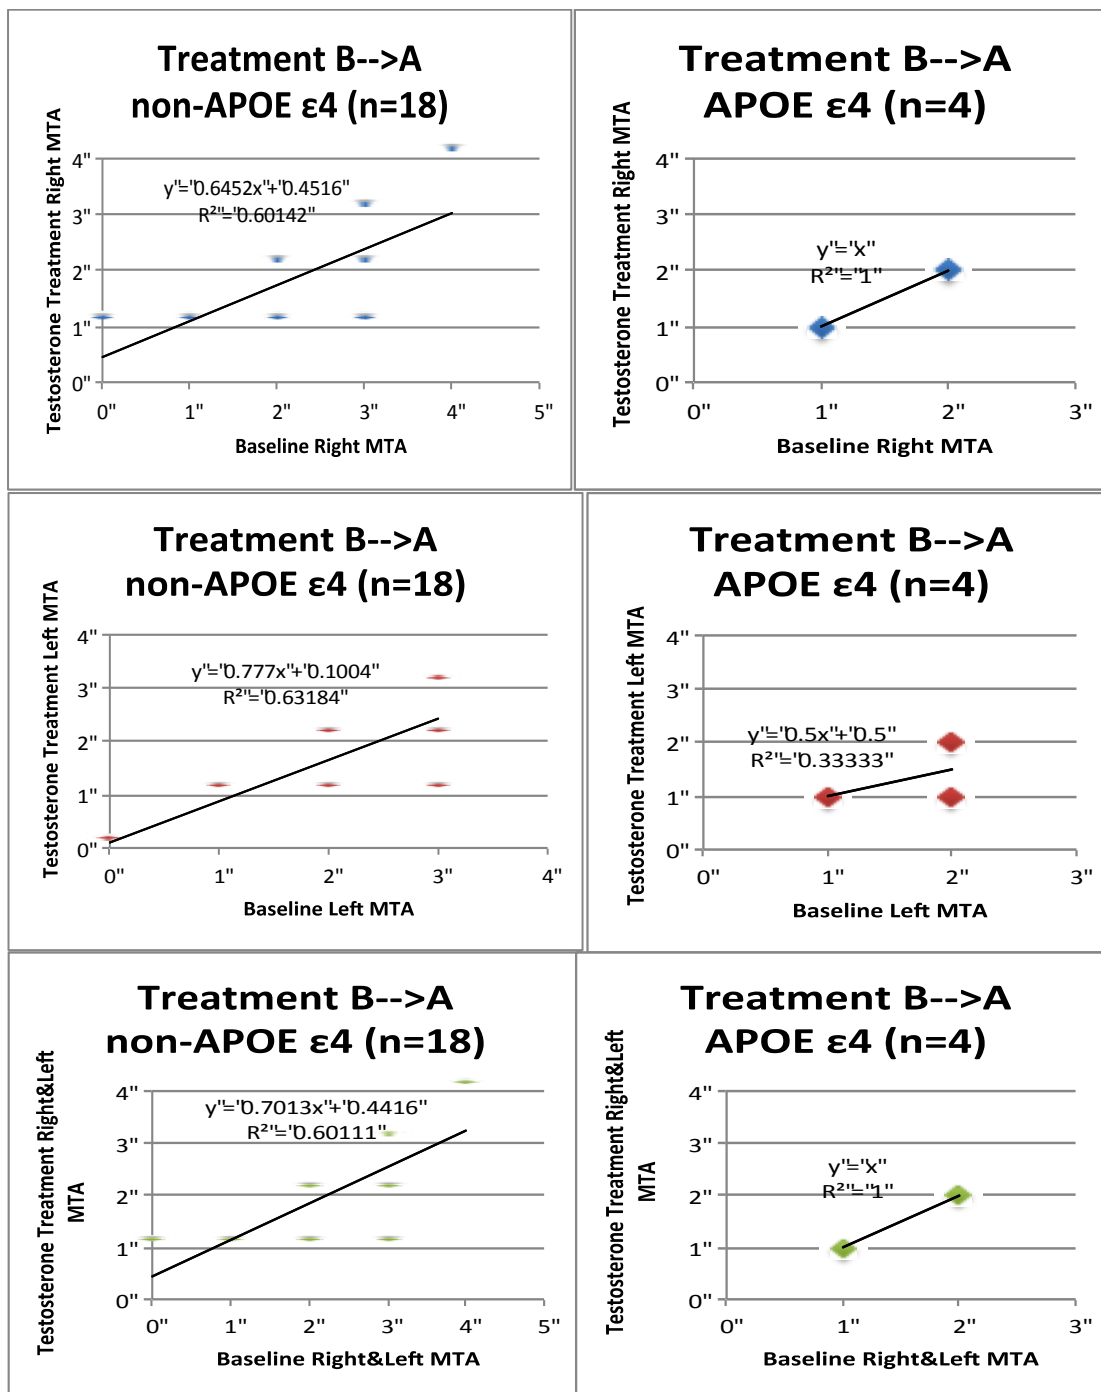 Treatment B-->A
non-APOE ε4 (n=18)
Testosterone Treatment Right MTA
4"
3"
2"
1"
0"
y"="0.6452x"+"0.4516"
R²"="0.60142"
0"
1"
2"
3"
4"
5"
Baseline Right MTA
Treatment B-->A
APOE ε4 (n=4)
Testosterone Treatment Right MTA
4"
3"
2"
1"
0"
y"="x"
R²"="1"
0"
1"
2"
3"
Baseline Right MTA
Treatment B-->A
non-APOE ε4 (n=18)
Testosterone Treatment Left MTA
4"
3"
2"
1"
0"
y"="0.777x"+"0.1004"
R²"="0.63184"
0"
1"
2"
3"
4"
Baseline Left MTA
Treatment B-->A
APOE ε4 (n=4)
Testosterone Treatment Left MTA
4"
3"
2"
1"
0"
y"="0.5x"+"0.5"
R²"="0.33333"
0"
1"
2"
3"
Baseline Left MTA
Treatment B-->A
non-APOE ε4 (n=18)
Testosterone Treatment Right&Left
MTA
4"
3"
2"
1"
0"
y"="0.7013x"+"0.4416"
R²"="0.60111"
0"
1"
2"
3"
4"
5"
Baseline Right&Left MTA
Treatment B-->A
APOE ε4 (n=4)
Testosterone Treatment Right&Left
MTA
4"
3"
2"
1"
0"
y"="x"
R²"="1"
0"
1"
2"
3"
Baseline Right&Left MTA